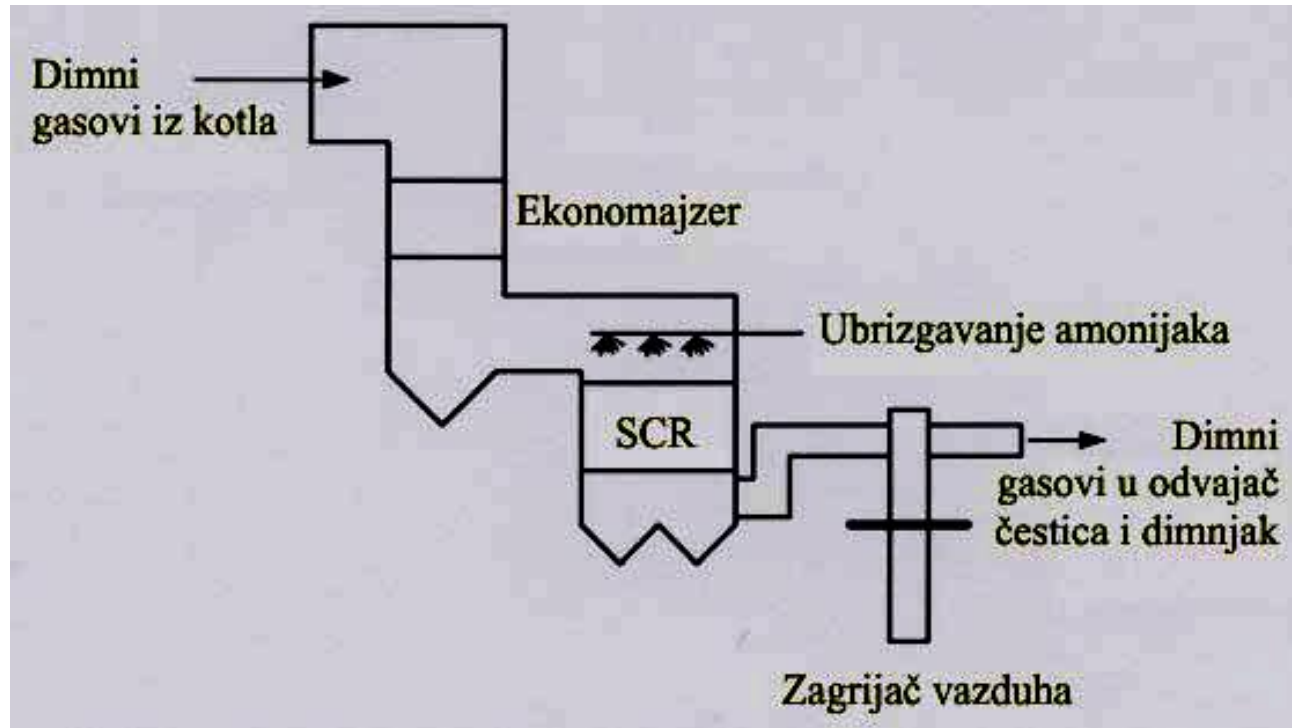 Dimni
gasovi iz kotla
Ekonomajzer
Ubrizgavanje amonijaka
SCR
Dimni
gasovi u odvajač
čestica i dimnjak
Zagrijač vazduha